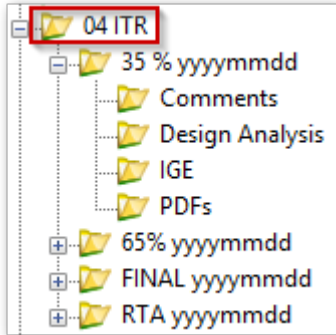 04 ITR
35 % yyyymmdd
Comments
Design Analysis
IGE
PDFs
65% yyyymmdd
FINAL yyyymmdd
RTA yyyymmdd